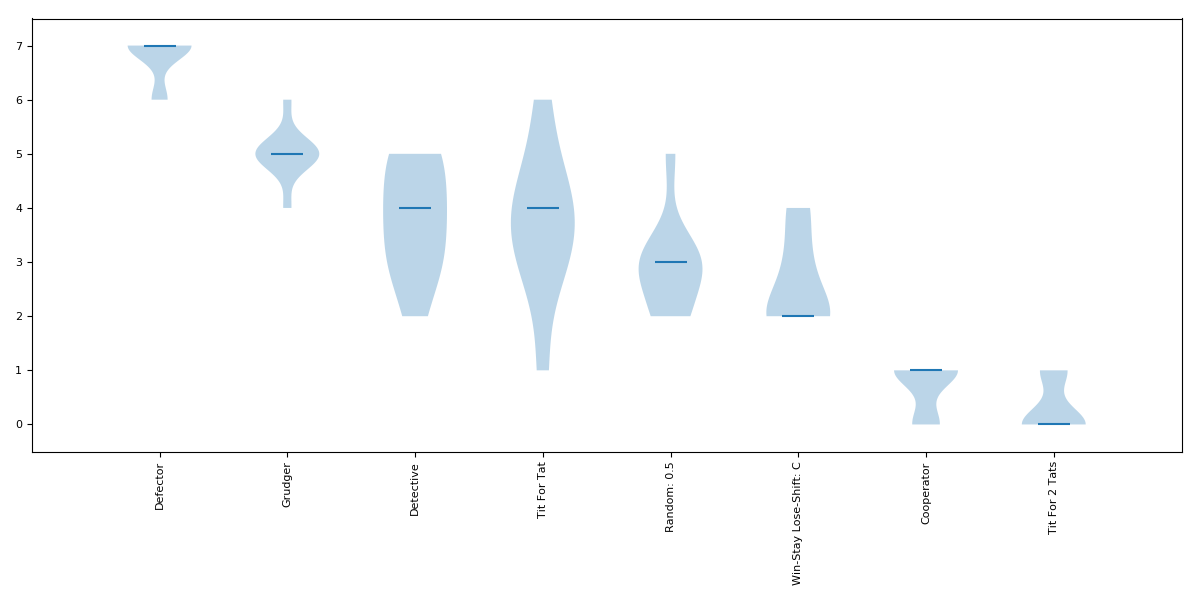 7
6
5
4
3
2
1
0
Defector
Grudger
Detective
Tit For Tat
Random: 0.5
Win-Stay Lose-Shift: C
Cooperator
Tit For 2 Tats